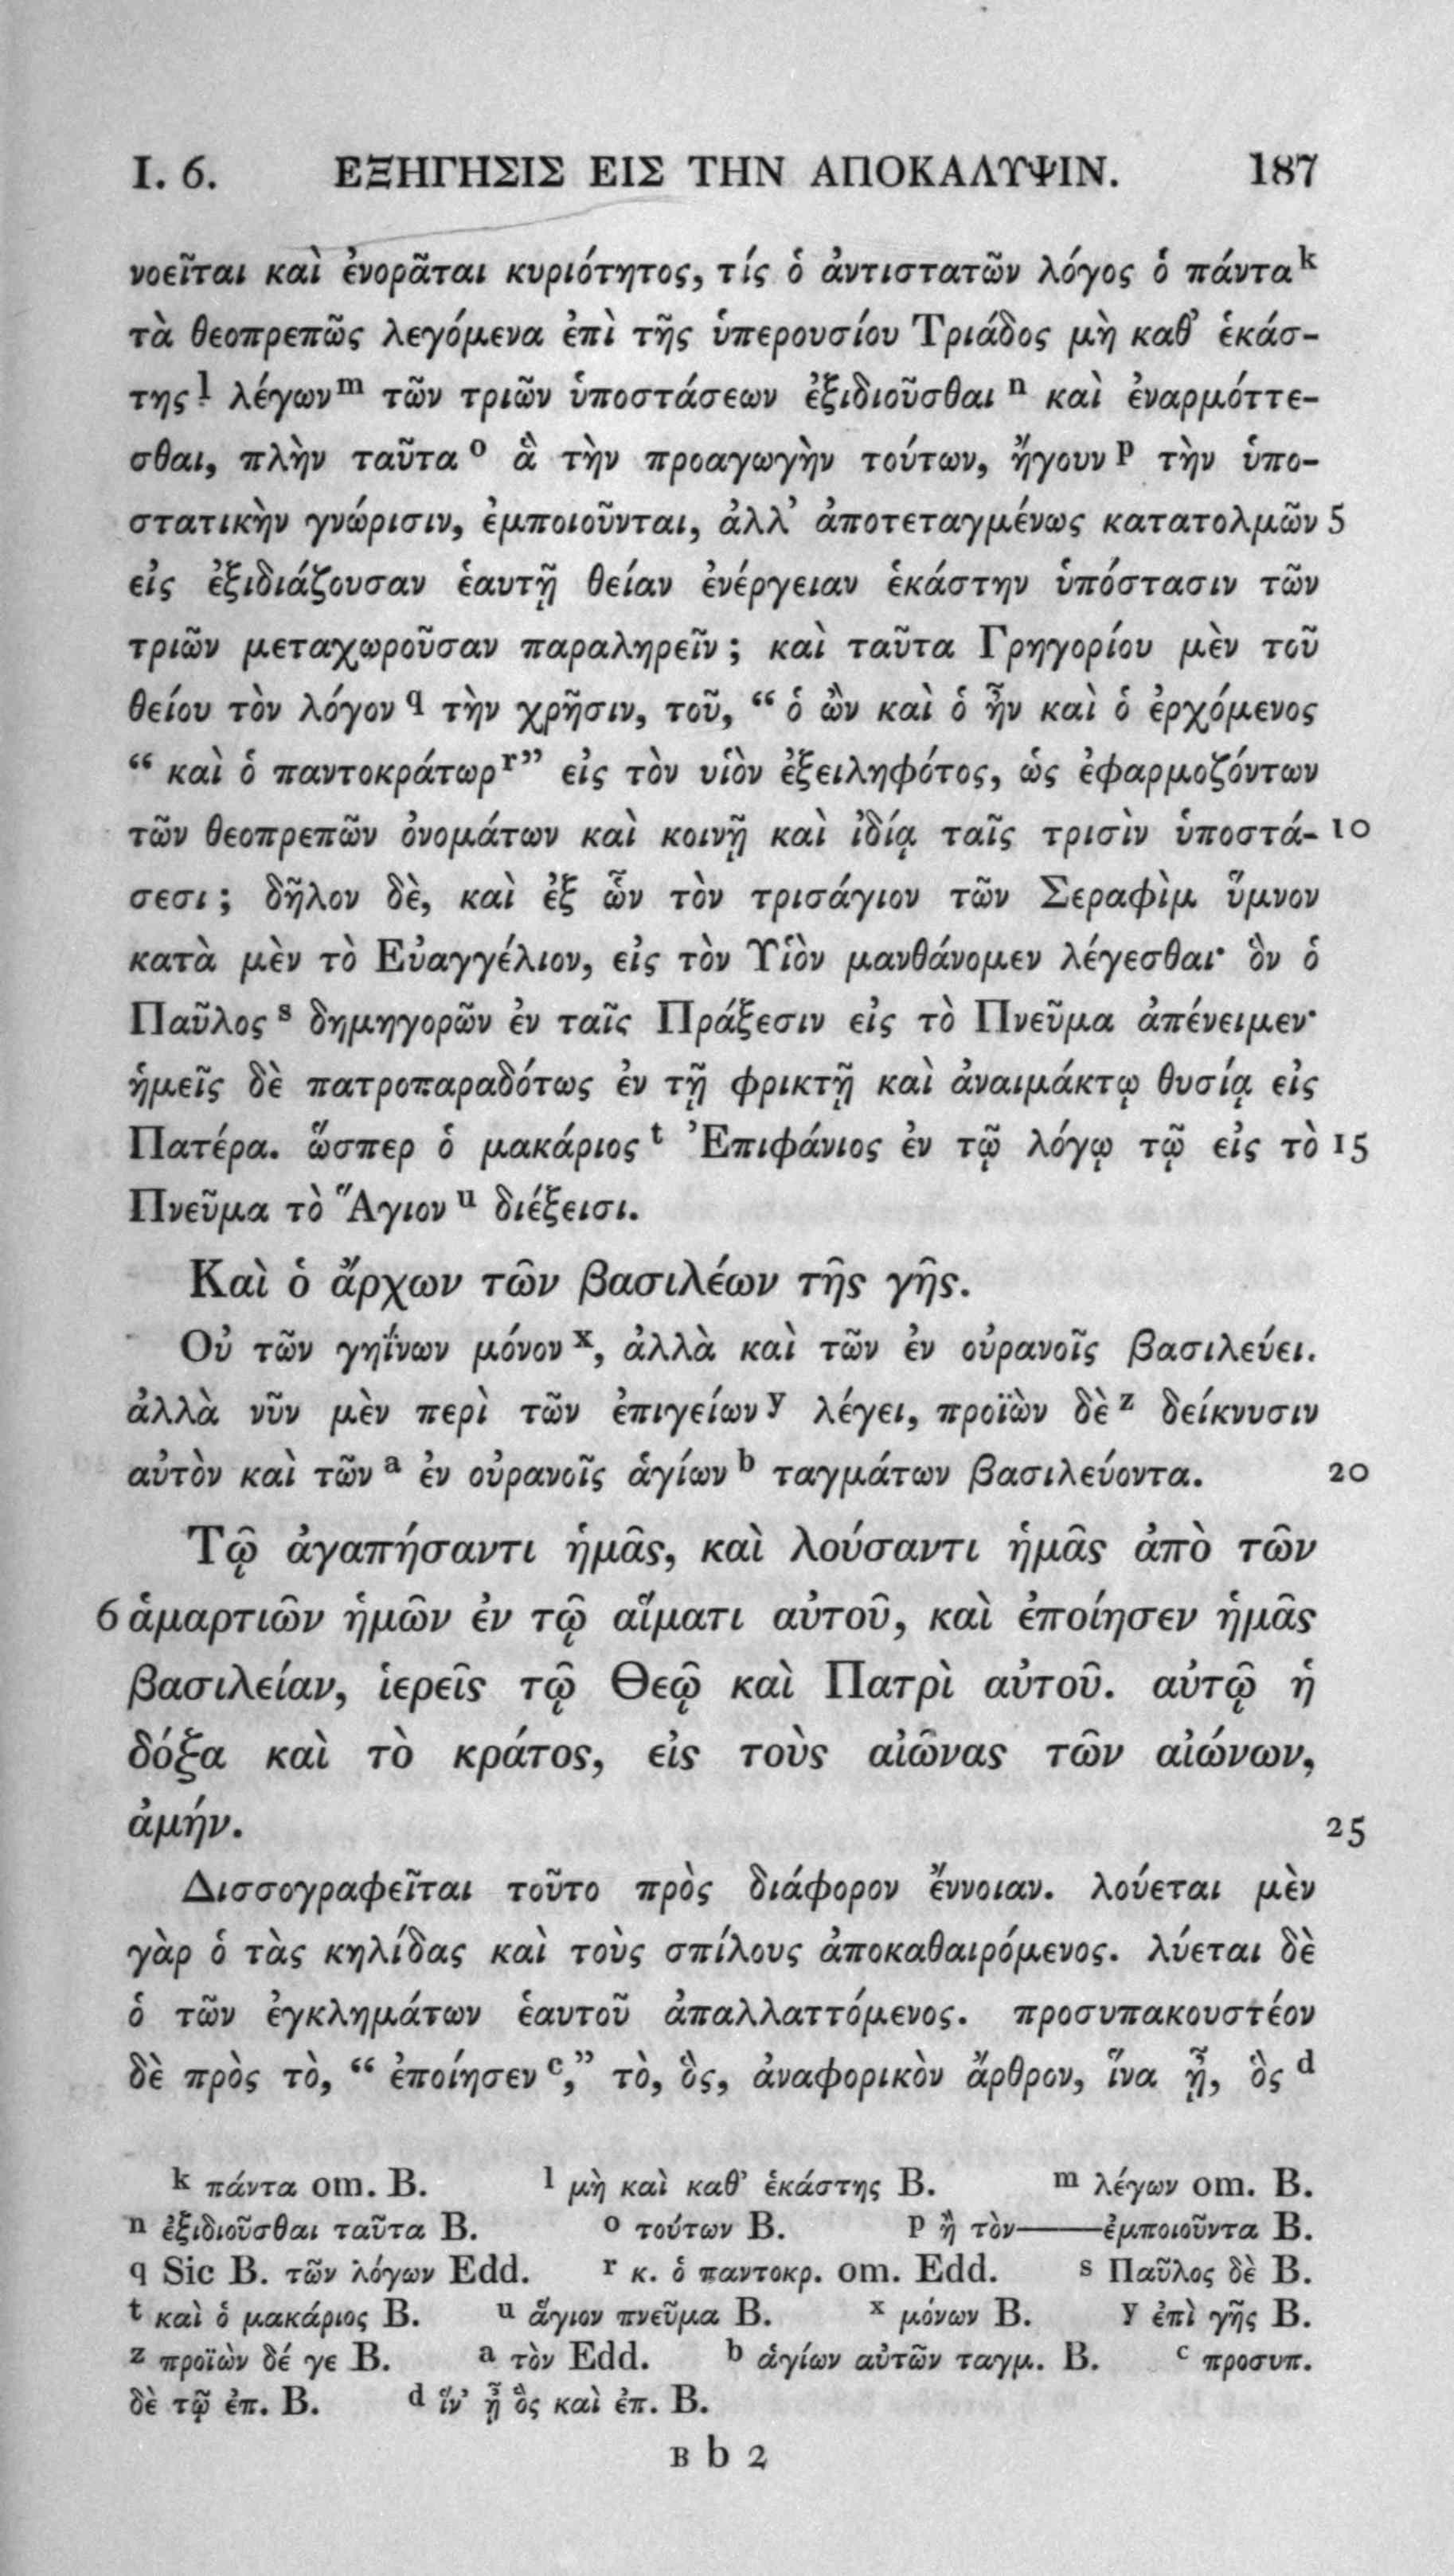 I. 6. ΕΞΗΓΗΣΙΣ ΕΙΣ ΤΗΝ ΑΠΟΚΑΛΥΨΙΝ. 187
νοεῖται καὶ ἐνορᾶται κυριότητος, τίς ὁ ἀντιστατῶν λόγος ὁ πάντα k
τὰ θεοπρεπῶς λεγόμενα ἐπὶ τῆς ὑπερουσίου Τριάδος μὴ καθ’ ἑκάσ-
της l λέγων m τῶν τριῶν ὑποστάσεων ἐξιδιοῦσθαι n καὶ ἐναρμόττε-
σθαι, πλὴν ταῦτα o ἃ τὴν προαγωγὴν τούτων, ἤγουν p τὴν ὑπο-
στατικὴν γνώρισιν, ἐμποιοῦνται, ἀλλ’ ἀποτεταγμένως κατατολμῶν 5
εἰς ἐξιδιάζουσαν ἑαυτῇ θείαν ἐνέργειαν ἑκάστην ὑπόστασιν τῶν
τριῶν μεταχωροῦσαν παραληρεῖν ; καὶ ταῦτα Γρηγορίου μὲν τοῦ
θείου τὸν λόγον q τὴν χρῆσιν, τοῦ, “ ὁ ὢν καὶ ὁ ἦν καὶ ὁ ἐρχόμενος
“ καὶ ὁ παντοκράτωρ r” εἰς τὸν υἱὸν ἐξειληφότος, ὡς ἐφαρμοζόντων
τῶν θεοπρεπῶν ὀνομάτων καὶ κοινῇ καὶ ἰδίᾳ ταῖς τρισὶν ὑποστά- 10
σεσι ; δῆλον δὲ, καὶ ἐξ ὧν τὸν τρισάγιον τῶν Σεραφὶμ ὕμνον
κατὰ μὲν τὸ Εὐαγγέλιον, εἰς τὸν Υἱὸν μανθάνομεν λέγεσθαι· ὃν ὁ
Παῦλος s δημηγορῶν ἐν ταῖς Πράξεσιν εἰς τὸ Πνεῦμα ἀπένειμεν·
ἡμεῖς δὲ πατροπαραδότως ἐν τῇ φρικτῇ καὶ ἀναιμάκτῳ θυσίᾳ εἰς
Πατέρα. ὥσπερ ὁ μακάριος t Ἐπιφάνιος ἐν τῷ λόγῳ τῷ εἰς τὸ 15
Πνεῦμα τὸ Ἅγιον u διέξεισι.
Καὶ ὁ ἄρχων τῶν βασιλέων τῆς γῆς.
Οὐ τῶν γηΐνων μόνον x, ἀλλὰ καὶ τῶν ἐν οὐρανοῖς βασιλεύει.
ἀλλὰ νῦν μὲν περὶ τῶν ἐπιγείων y λέγει, προϊὼν δὲ z δείκνυσιν
αὐτὸν καὶ τῶν a ἐν οὐρανοῖς ἁγίων b ταγμάτων βασιλεύοντα. 20
Τῷ ἀγαπήσαντι ἡμᾶς, καὶ λούσαντι ἡμᾶς ἀπὸ τῶν
6 ἁμαρτιῶν ἡμῶν ἐν τῷ αἵματι αὐτοῦ, καὶ ἐποίησεν ἡμᾶς
βασιλείαν, ἱερεῖς τῷ Θεῷ καὶ Πατρὶ αὐτοῦ. αὐτῷ ἡ
δόξα καὶ τὸ κράτος, εἰς τοὺς αἰῶνας τῶν αἰώνων,
ἀμήν. 25
Δισσογραφεῖται τοῦτο πρὸς διάφορον ἔννοιαν. λούεται μὲν
γὰρ ὁ τὰς κηλίδας καὶ τοὺς σπίλους ἀποκαθαιρόμενος. λύεται δὲ
ὁ τῶν ἐγκλημάτων ἑαυτοῦ ἀπαλλαττόμενος. προσυπακουστέον
δὲ πρὸς τὸ, “ ἐποίησεν c,” τὸ, ὃς, ἀναφορικὸν ἄρθρον, ἵνα ᾖ, ὃς d
k πάντα om. B. l μὴ καὶ καθ’ ἑκάστης B. m λέγων om. B.
n ἐξιδιοῦσθαι ταῦτα B. o τούτων B. p ἢ τὸν——ἐμποιοῦντα B.
q Sic B. τῶν λόγων Edd. r κ. ὁ παντοκρ. om. Edd. s Παῦλος δὲ B.
t καὶ ὁ μακάριος B. u ἅγιον πνεῦμα B. x μόνων B. y ἐπὶ γῆς B.
z προϊὼν δέ γε B. a τὸν Edd. b ἁγίων αὐτῶν ταγμ. B. c προσυπ.
δὲ τῷ ἐπ. B. d ἵν’ ᾖ ὃς καὶ ἐπ. B.
B b 2